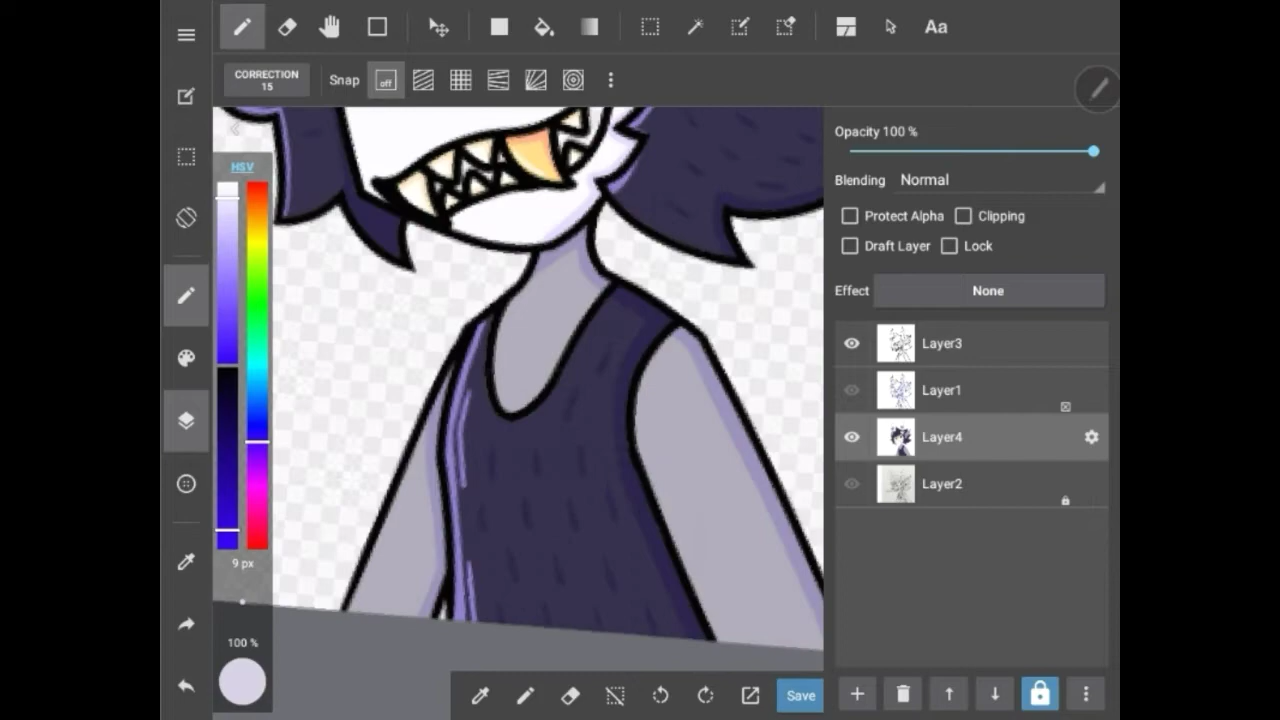 Aa
CORRECTION
15
Snap
off
HSV
9 px
100 %
Opacity 100 %
Blending Normal
Protect Alpha Clipping
Draft Layer Lock
Effect None
Layer3
Layer1
Layer4
Layer2
Save